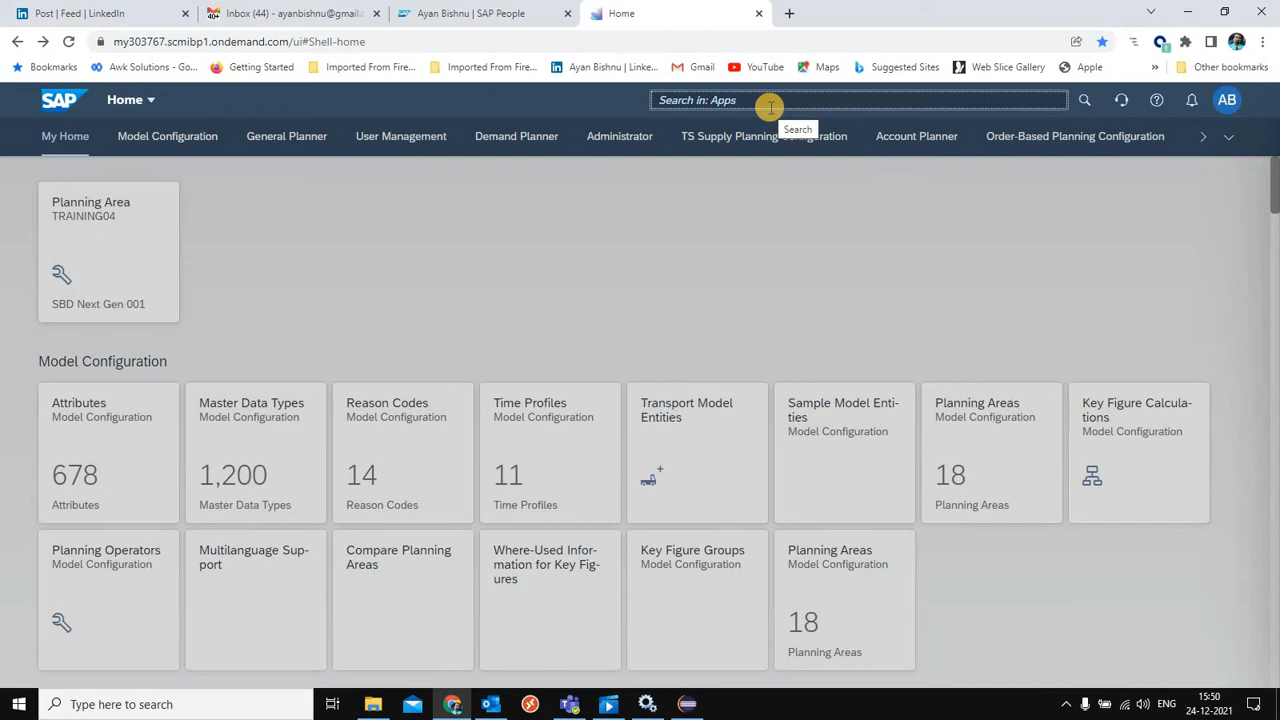 Post | Feed | LinkedIn
Inbox (44) - ayanbishnu@gmail.c
Ayan Bishnu | SAP People
Home
my303767.scmibp1.ondemand.com/ui#Shell-home
Bookmarks
Awk Solutions - Go...
Getting Started
Imported From Fire...
Imported From Fire...
Ayan Bishnu | Linke...
Gmail
YouTube
Maps
Suggested Sites
Web Slice Gallery
Apple
»
Other bookmarks
SAP
Home
Search in: Apps
AB
Search
My Home
Model Configuration
General Planner
User Management
Demand Planner
Administrator
TS Supply Planning Configuration
Account Planner
Order-Based Planning Configuration
Planning Area
TRAINING04
SBD Next Gen 001
Model Configuration
Attributes
Model Configuration
678
Attributes
Master Data Types
Model Configuration
1,200
Master Data Types
Reason Codes
Model Configuration
14
Reason Codes
Time Profiles
Model Configuration
11
Time Profiles
Transport Model
Entities
Sample Model Enti-
ties
Model Configuration
Planning Areas
Model Configuration
18
Planning Areas
Key Figure Calcula-
tions
Model Configuration
Planning Operators
Model Configuration
Multilanguage Sup-
port
Compare Planning
Areas
Where-Used Infor-
mation for Key Fig-
ures
Key Figure Groups
Model Configuration
Planning Areas
Model Configuration
18
Planning Areas
Type here to search
ENG
15:50
24-12-2021